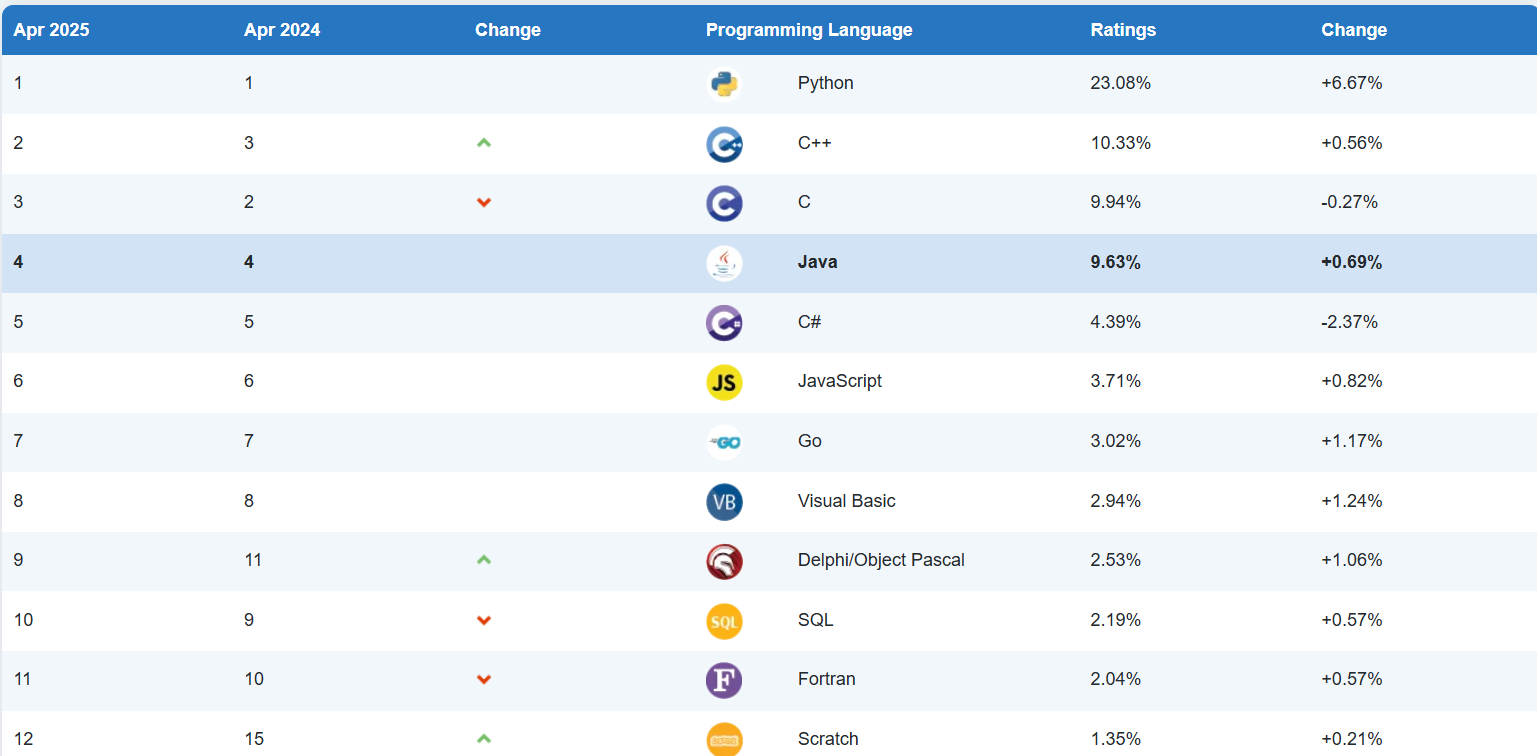 Apr 2025 Apr 2024 Change Programming Language Ratings Change
1 1 Python 23.08% +6.67%
2 3 C++ 10.33% +0.56%
3 2 C 9.94% -0.27%
4 4 Java 9.63% +0.69%
5 5 C# 4.39% -2.37%
6 6 JS JavaScript 3.71% +0.82%
7 7 GO Go 3.02% +1.17%
8 8 VB Visual Basic 2.94% +1.24%
9 11 Delphi/Object Pascal 2.53% +1.06%
10 9 SQL SQL 2.19% +0.57%
11 10 F Fortran 2.04% +0.57%
12 15 Scratch 1.35% +0.21%